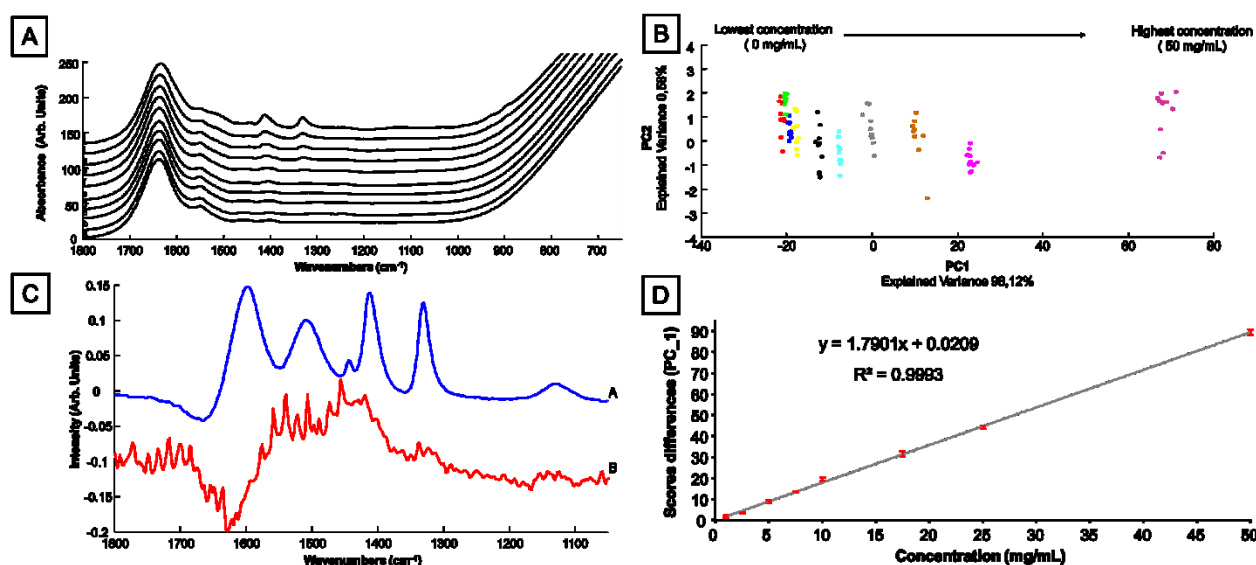 A
250
200
150
100
50
0
Absorbance (Arb. Units)
1800 1700 1600 1500 1400 1300 1200 1100 1000 900 800 700
Wavenumbers (cm⁻¹)
B
Lowest concentration
( 0 mg/mL)
Highest concentration
( 50 mg/mL)
4
3
2
1
0
-1
-2
-3
-4
PC2
Explained Variance 0,58%
-40 -20 0 20 40 60 80
PC1
Explained Variance 98,12%
C
0.15
0.1
0.05
0
-0.05
-0.1
-0.15
-0.2
Intensity (Arb. Units)
A
B
1800 1700 1600 1500 1400 1300 1200 1100
Wavenumbers (cm⁻¹)
D
y = 1.7901x + 0.0209
R² = 0.9993
90
80
70
60
50
40
30
20
10
0
Scores differences (PC_1)
0 5 10 15 20 25 30 35 40 45 50
Concentration (mg/mL)